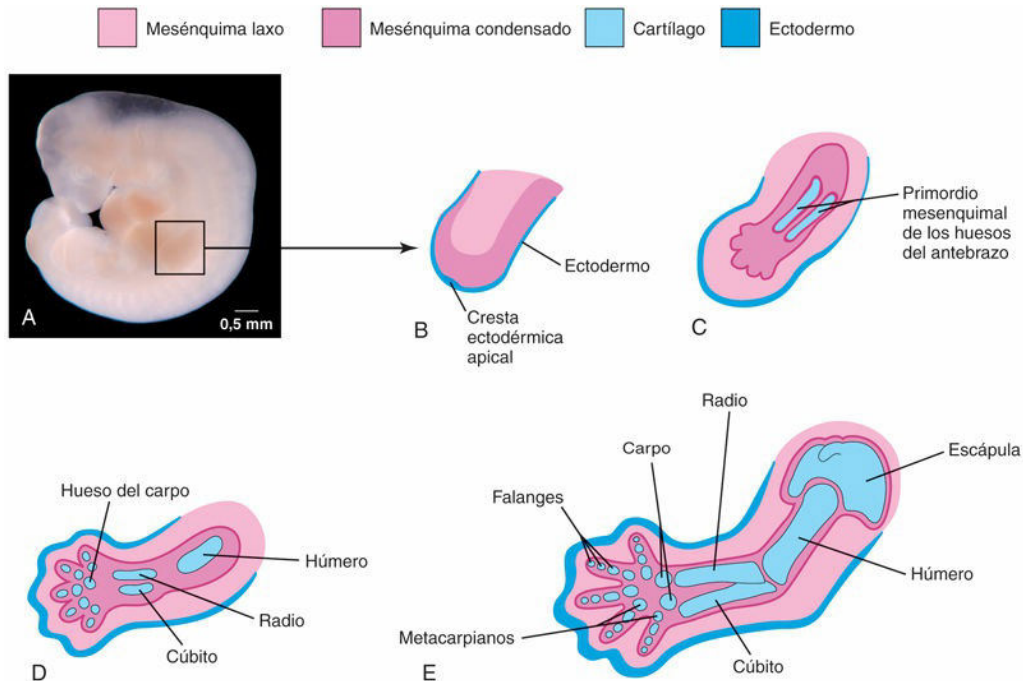 Mesénquima laxo
Mesénquima condensado
Cartílago
Ectodermo
A
0,5 mm
B
Ectodermo
Cresta
ectodérmica
apical
C
Primordio
mesenquimal
de los huesos
del antebrazo
Hueso del carpo
Húmero
Radio
Cúbito
D
Radio
Carpo
Escápula
Falanges
Húmero
Metacarpianos
Cúbito
E